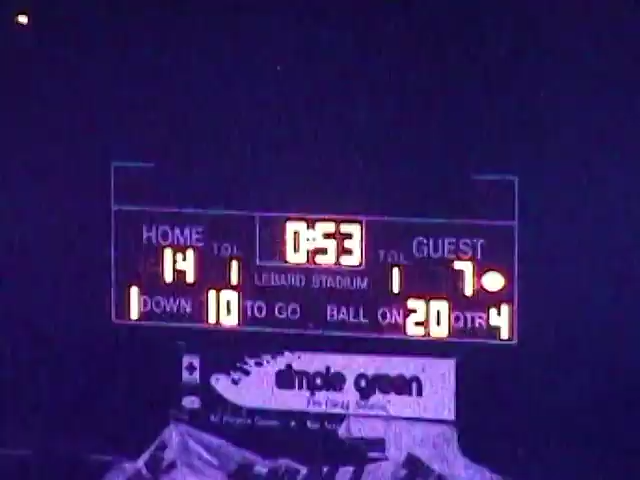 0:53
HOME TOL TOL GUEST
14 1 LEBARD STADIUM 1 7
1 DOWN 10 TO GO BALL ON 20 QTR 4
simple green